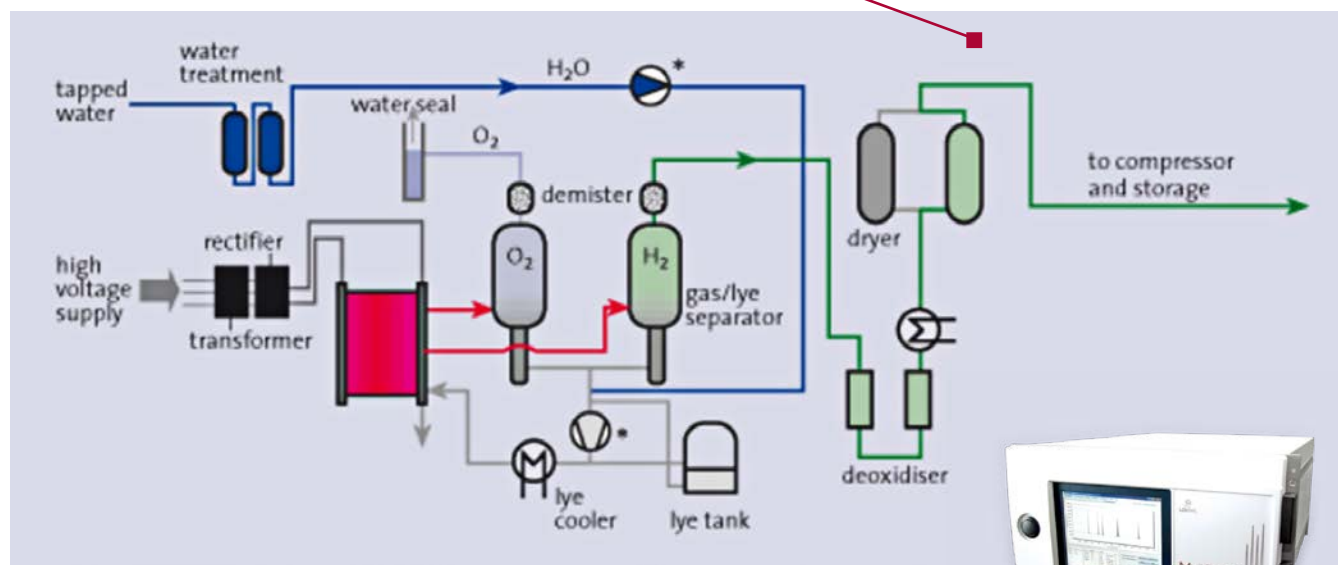 water
treatment
tapped
water
H₂O
*
water seal
O₂
demister
to compressor
and storage
dryer
rectifier
high
voltage
supply
transformer
O₂
H₂
gas/lye
separator
*
deoxidiser
lye
cooler
lye tank